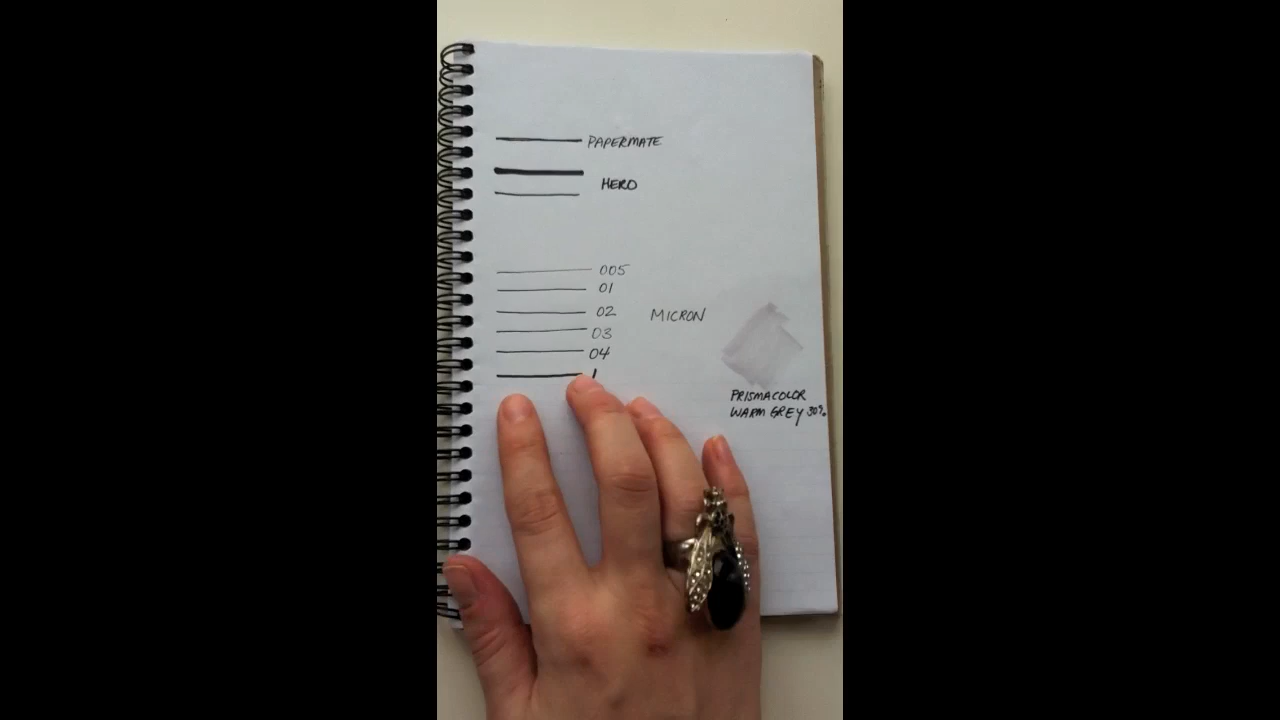 PAPERMATE
HERO
005
01
02
03
04
1
MICRON
PRISMACOLOR
WARM GREY 30%